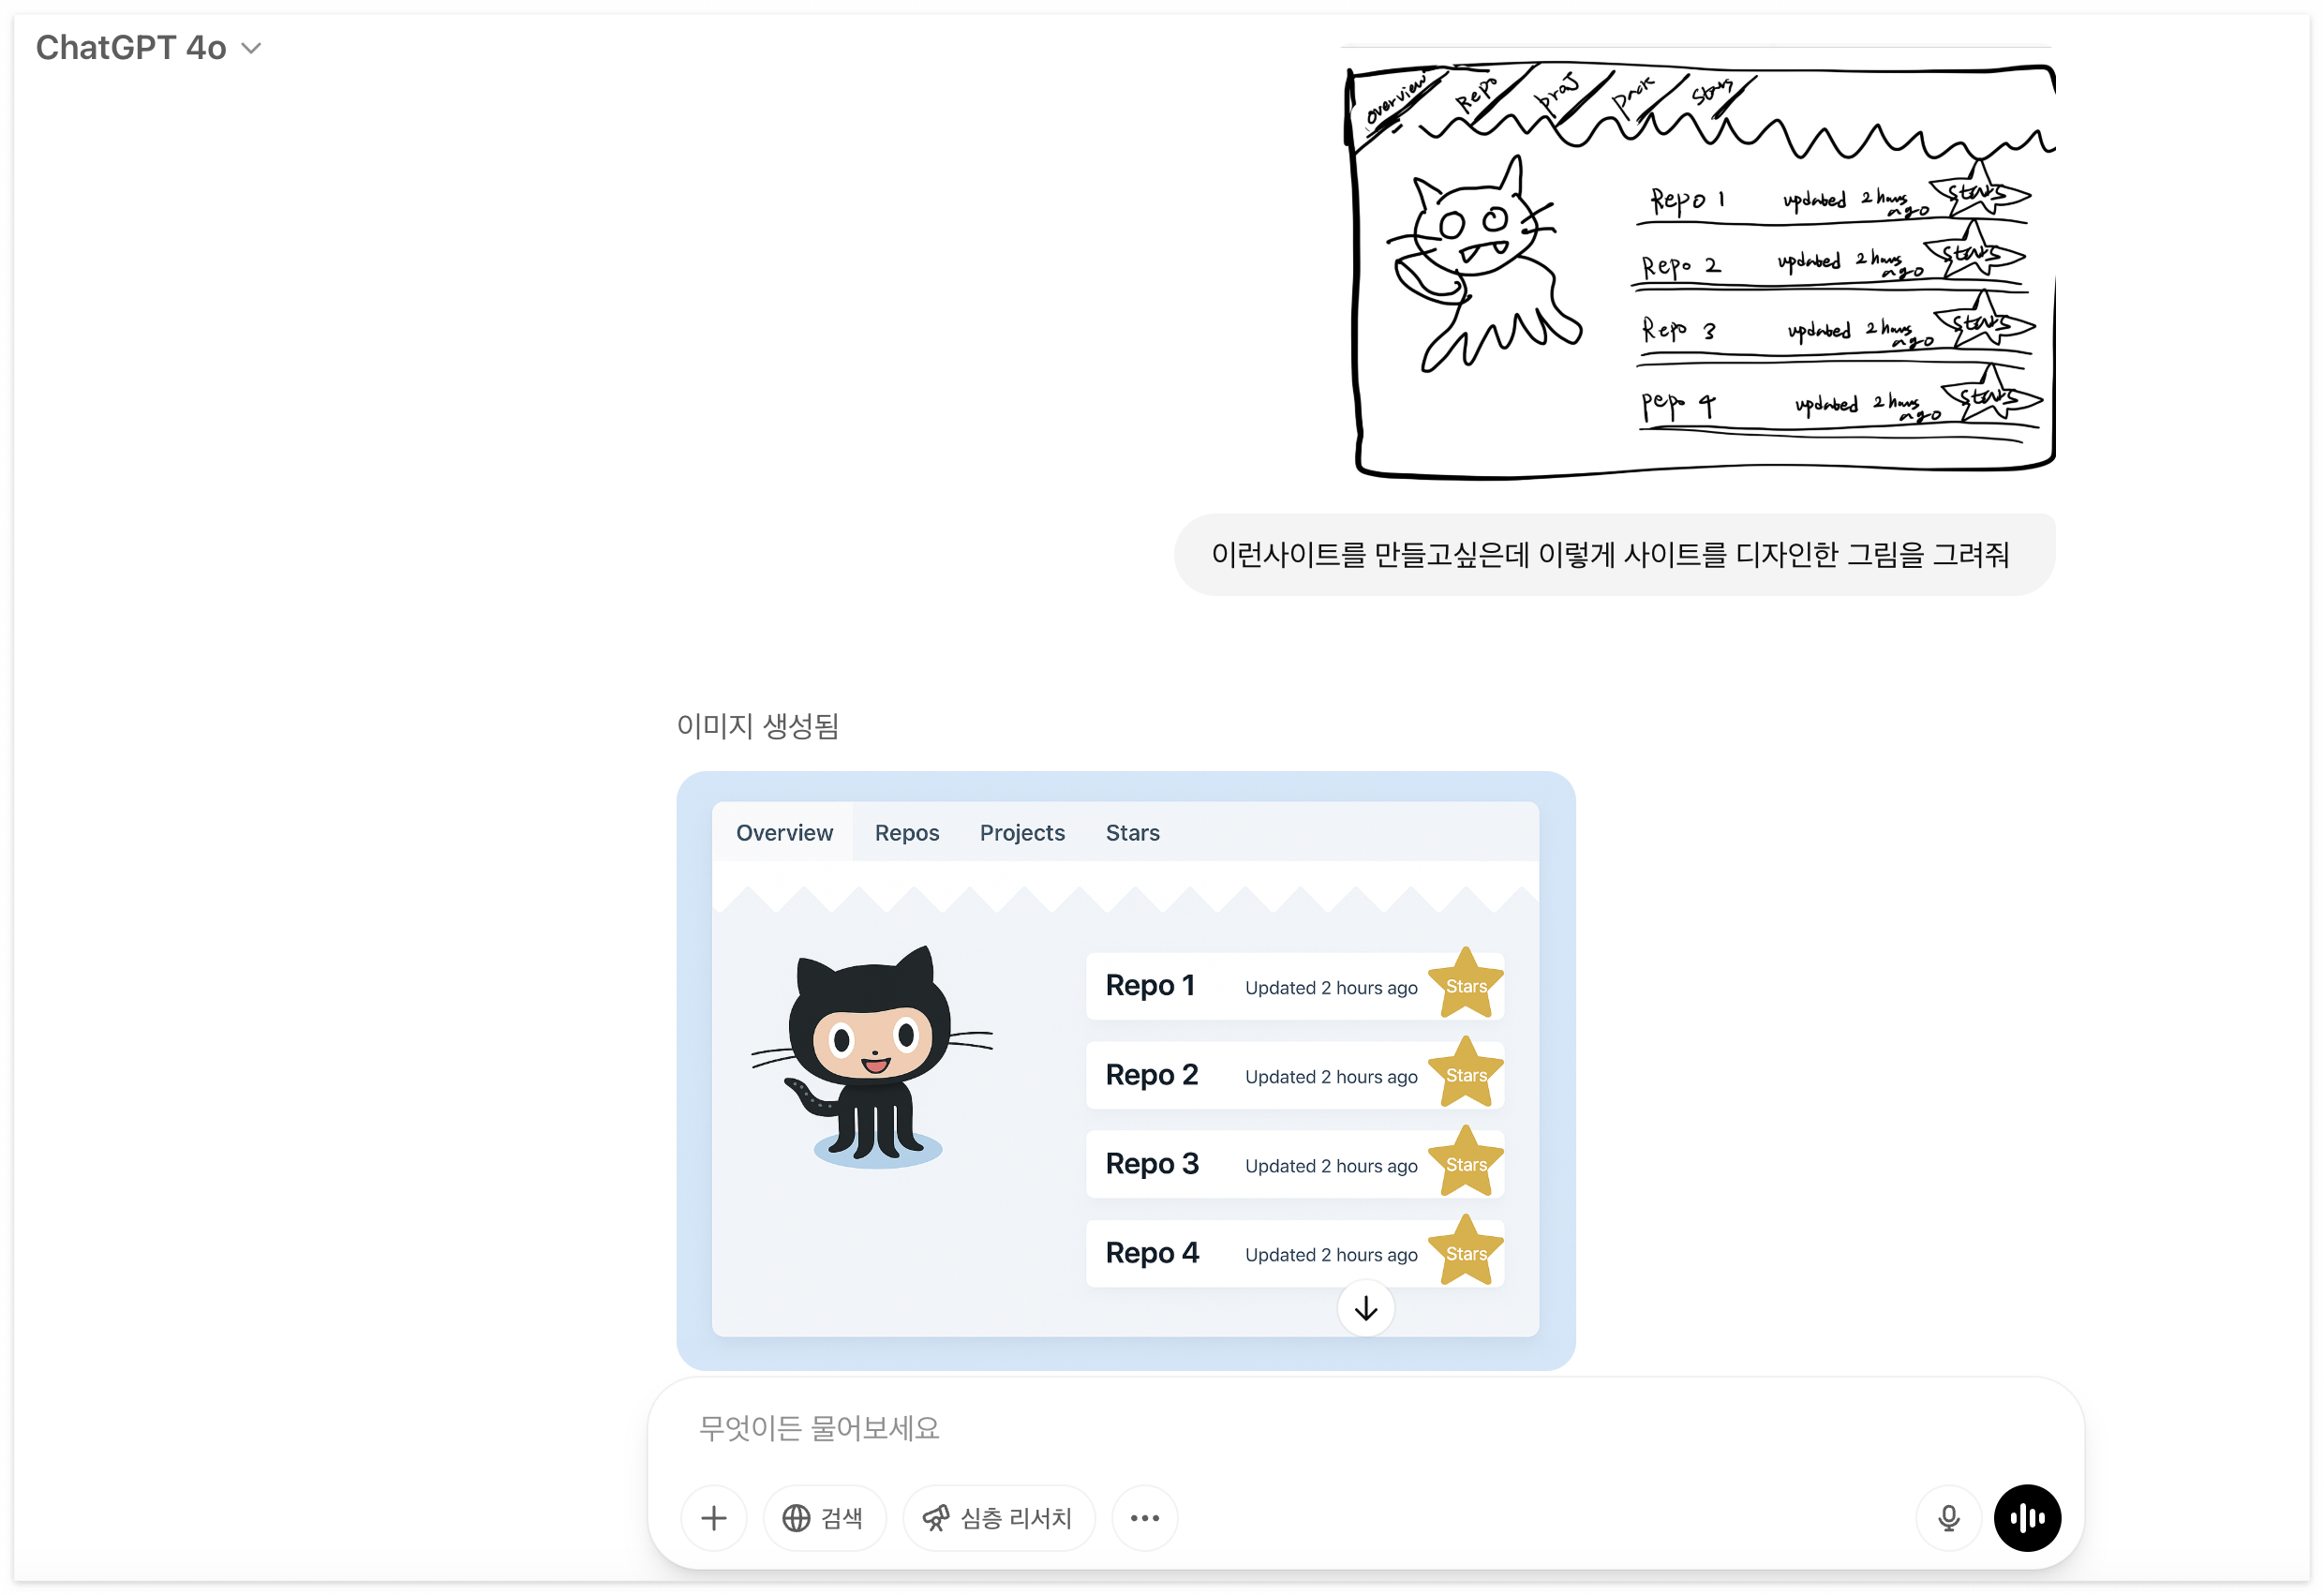 ChatGPT 4o
overview Repo proJ pack Stars
Repo 1 updated 2 hours ago stars
Repo 2 updated 2 hours ago stars
Repo 3 updated 2 hours ago stars
pepo 4 updated 2 hours ago stars
이런사이트를 만들고싶은데 이렇게 사이트를 디자인한 그림을 그려줘
이미지 생성됨
Overview Repos Projects Stars
Repo 1 Updated 2 hours ago Stars
Repo 2 Updated 2 hours ago Stars
Repo 3 Updated 2 hours ago Stars
Repo 4 Updated 2 hours ago Stars
무엇이든 물어보세요
검색 심층 리서치